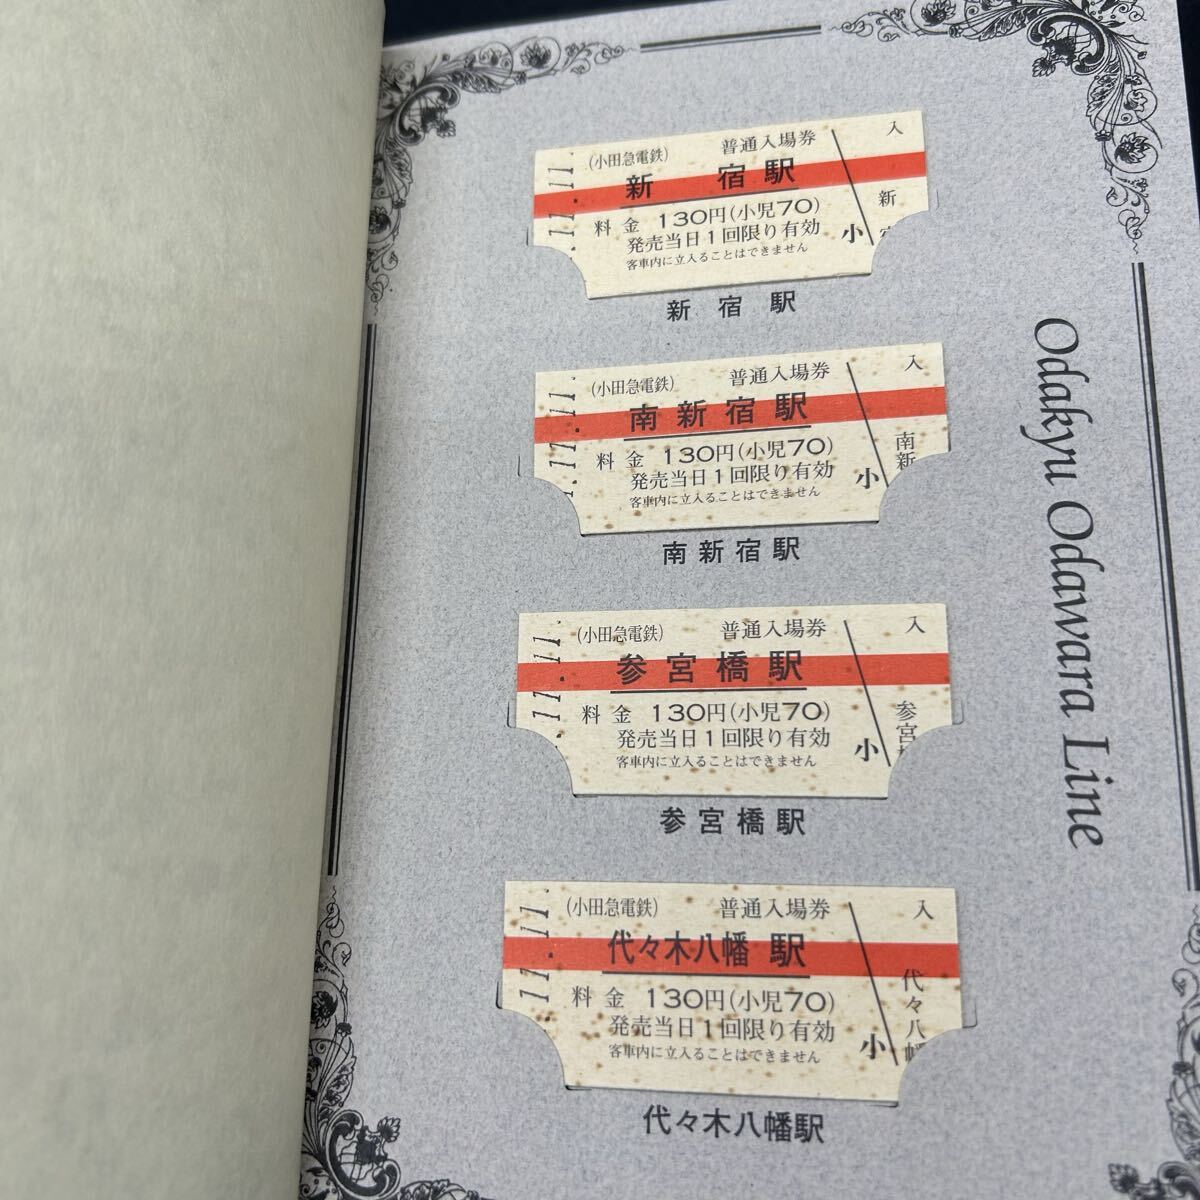 (小田急電鉄) 普通入場券 入
新宿駅 新
料金 130円(小児70)
発売当日1回限り有効 小
客車内に立入ることはできません
.11.11.
新宿駅
(小田急電鉄) 普通入場券 入
南新宿駅 南新
料金 130円(小児70)
発売当日1回限り有効 小
客車内に立入ることはできません
.11.11.
南新宿駅
(小田急電鉄) 普通入場券 入
参宮橋駅 参宮
料金 130円(小児70)
発売当日1回限り有効 小
客車内に立入ることはできません
.11.11.
参宮橋駅
(小田急電鉄) 普通入場券 入
代々木八幡駅 代々八幡
料金 130円(小児70)
発売当日1回限り有効 小
客車内に立入ることはできません
.11.11.
代々木八幡駅
Odakyu Odawara Line